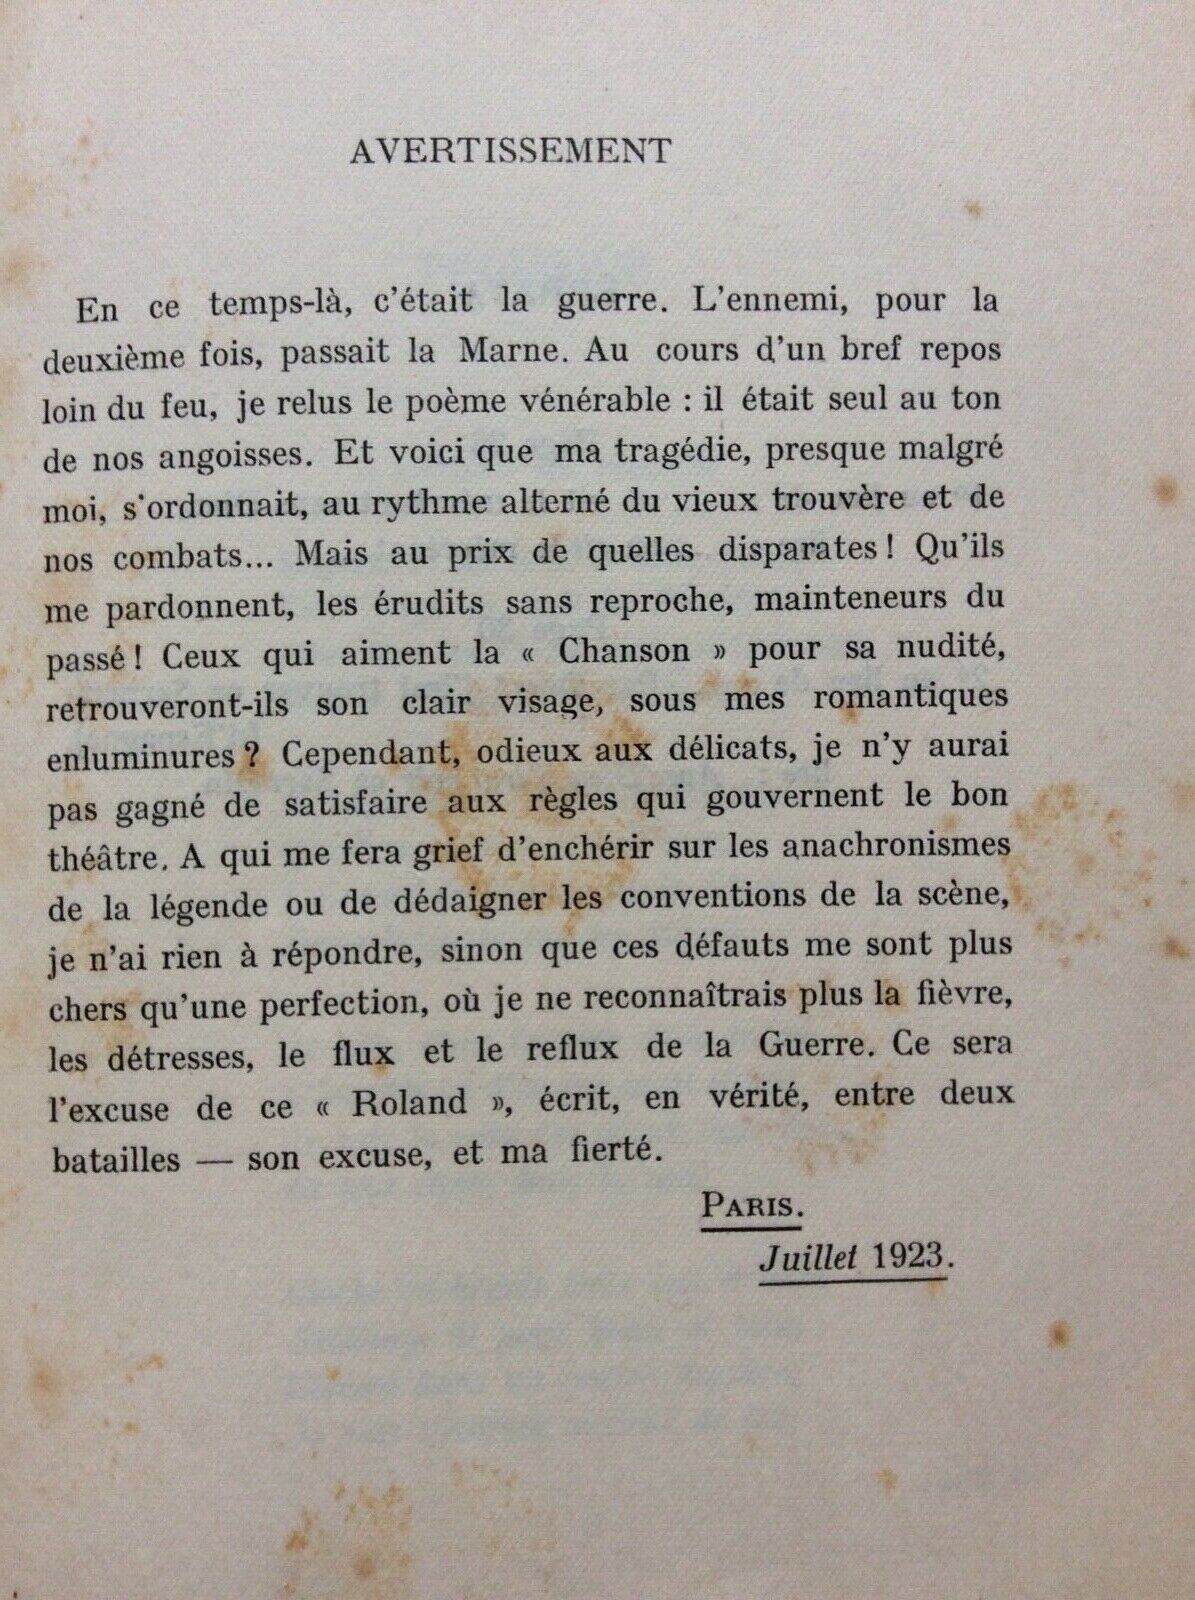 AVERTISSEMENT
En ce temps-là, c'était la guerre. L'ennemi, pour la
deuxième fois, passait la Marne. Au cours d'un bref repos
loin du feu, je relus le poème vénérable : il était seul au ton
de nos angoisses. Et voici que ma tragédie, presque malgré
moi, s'ordonnait, au rythme alterné du vieux trouvère et de
nos combats... Mais au prix de quelles disparates ! Qu'ils
me pardonnent, les érudits sans reproche, mainteneurs du
passé ! Ceux qui aiment la « Chanson » pour sa nudité,
retrouveront-ils son clair visage, sous mes romantiques
enluminures ? Cependant, odieux aux délicats, je n'y aurai
pas gagné de satisfaire aux règles qui gouvernent le bon
théâtre. A qui me fera grief d'enchérir sur les anachronismes
de la légende ou de dédaigner les conventions de la scène,
je n'ai rien à répondre, sinon que ces défauts me sont plus
chers qu'une perfection, où je ne reconnaîtrais plus la fièvre,
les détresses, le flux et le reflux de la Guerre. Ce sera
l'excuse de ce « Roland », écrit, en vérité, entre deux
batailles — son excuse, et ma fierté.
PARIS.
Juillet 1923.